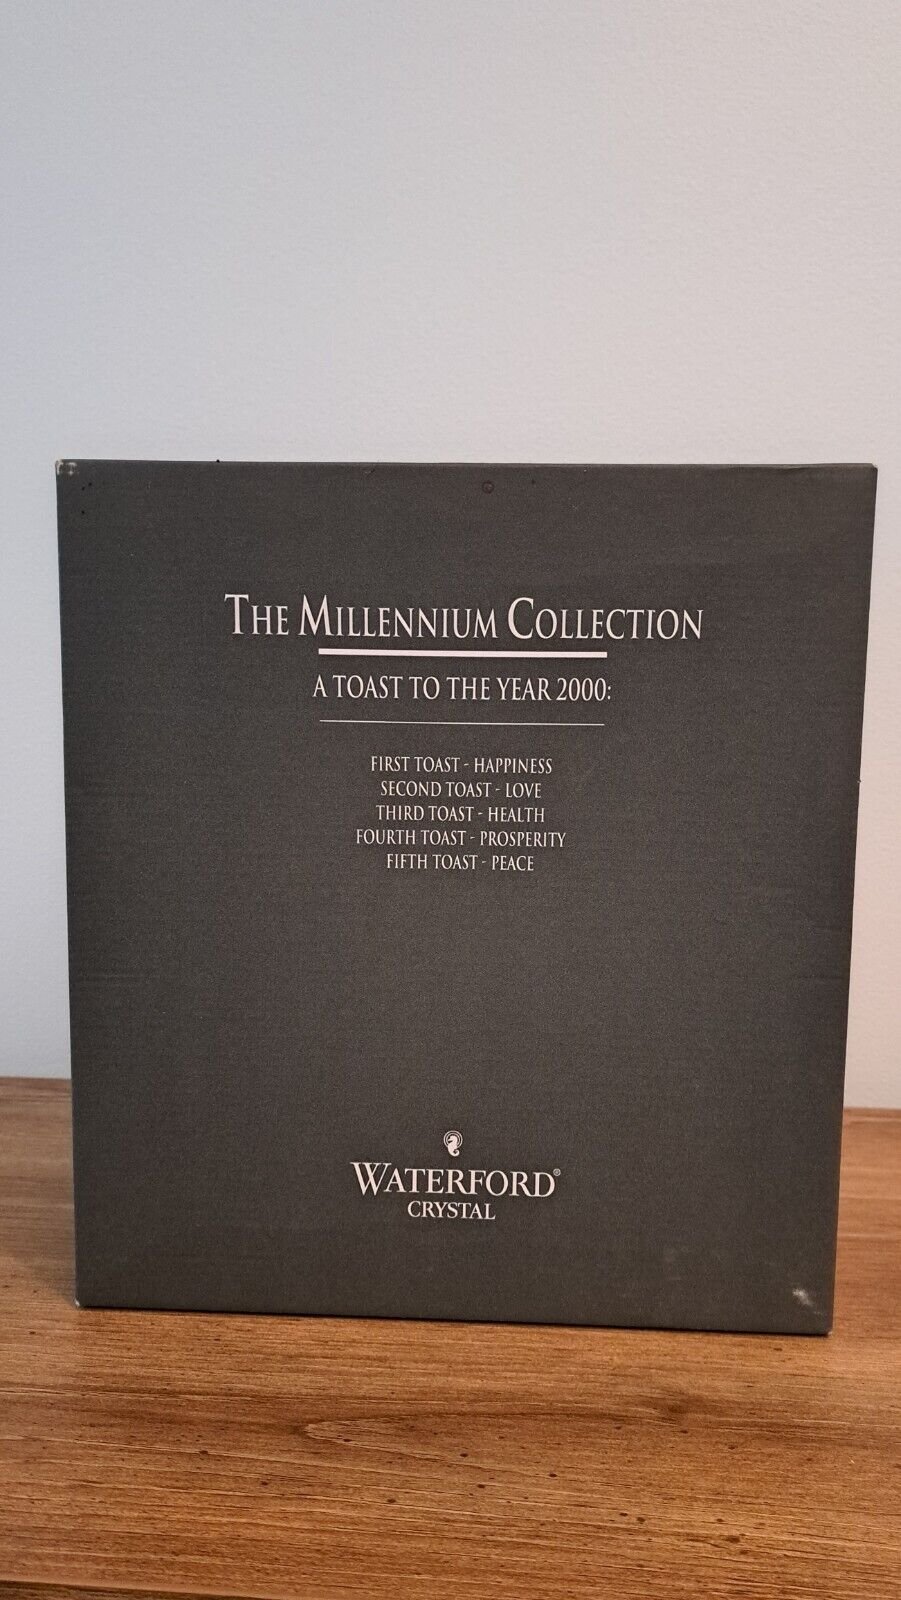 THE MILLENNIUM COLLECTION
A TOAST TO THE YEAR 2000:
FIRST TOAST - HAPPINESS
SECOND TOAST - LOVE
THIRD TOAST - HEALTH
FOURTH TOAST - PROSPERITY
FIFTH TOAST - PEACE
WATERFORD®
CRYSTAL